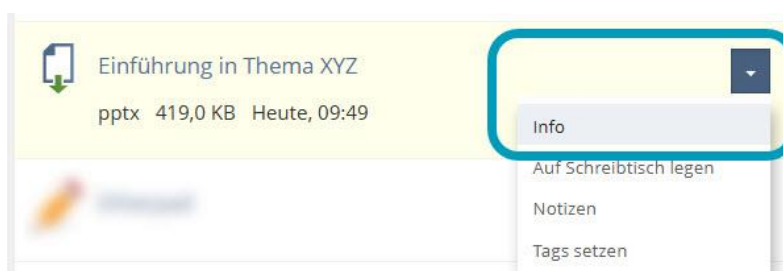 Einführung in Thema XYZ
pptx 419,0 KB Heute, 09:49
Info
Auf Schreibtisch legen
Notizen
Tags setzen